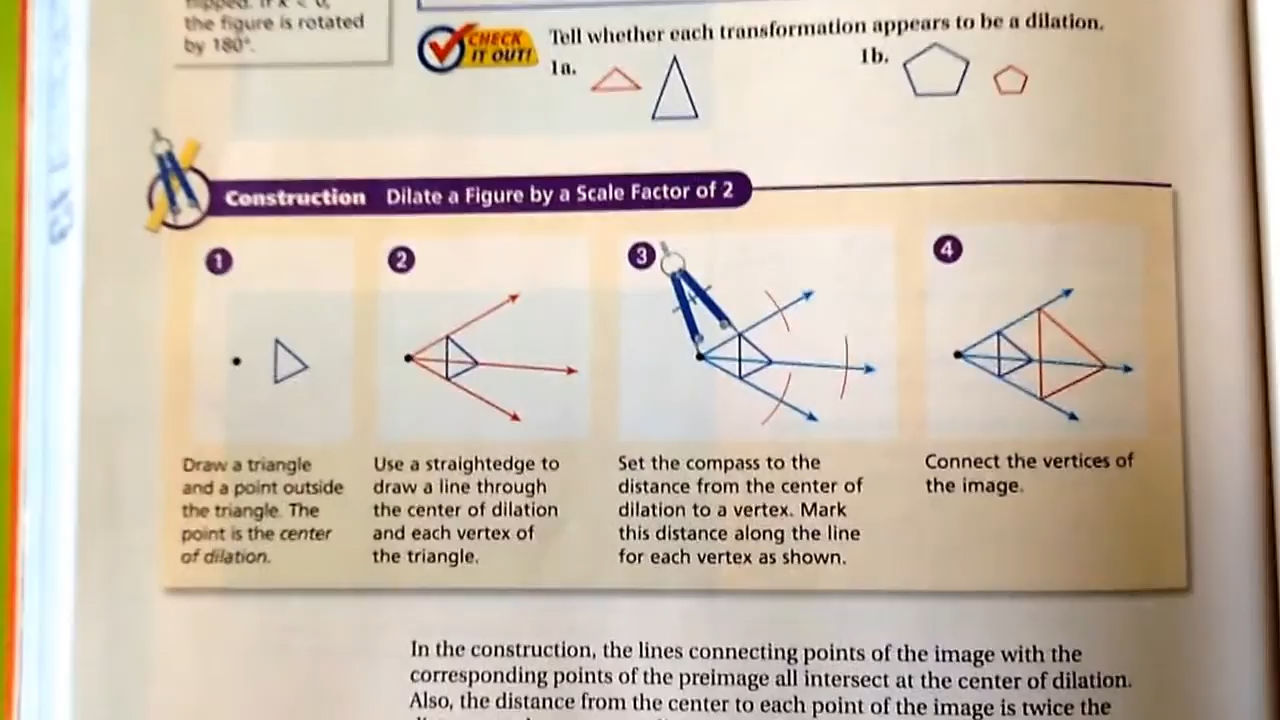 flipped. If k < 0,
the figure is rotated
by 180°.
CHECK
IT OUT!
Tell whether each transformation appears to be a dilation.
1a.
1b.
Construction Dilate a Figure by a Scale Factor of 2
1
2
3
4
Draw a triangle
and a point outside
the triangle. The
point is the center
of dilation.
Use a straightedge to
draw a line through
the center of dilation
and each vertex of
the triangle.
Set the compass to the
distance from the center of
dilation to a vertex. Mark
this distance along the line
for each vertex as shown.
Connect the vertices of
the image.
In the construction, the lines connecting points of the image with the
corresponding points of the preimage all intersect at the center of dilation.
Also, the distance from the center to each point of the image is twice the